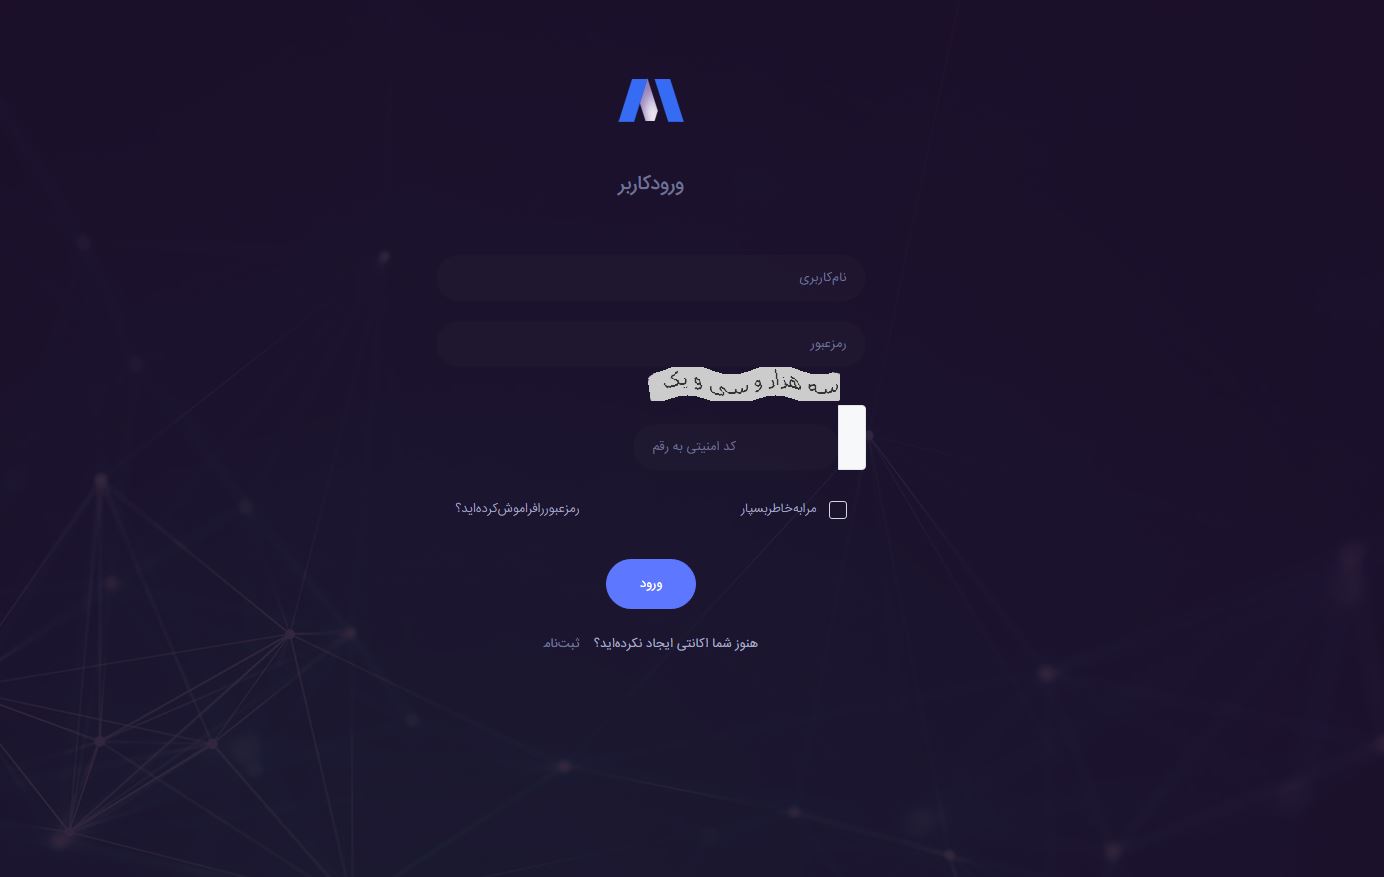 ورودکاربر
نام‌کاربری
رمزعبور
سه هزار و سی و یک
کد امنیتی به رقم
مرابه‌خاطربسپار
رمزعبوررافراموش‌کرده‌اید؟
ورود
هنوز شما اکانتی ایجاد نکرده‌اید؟ ثبت‌نام